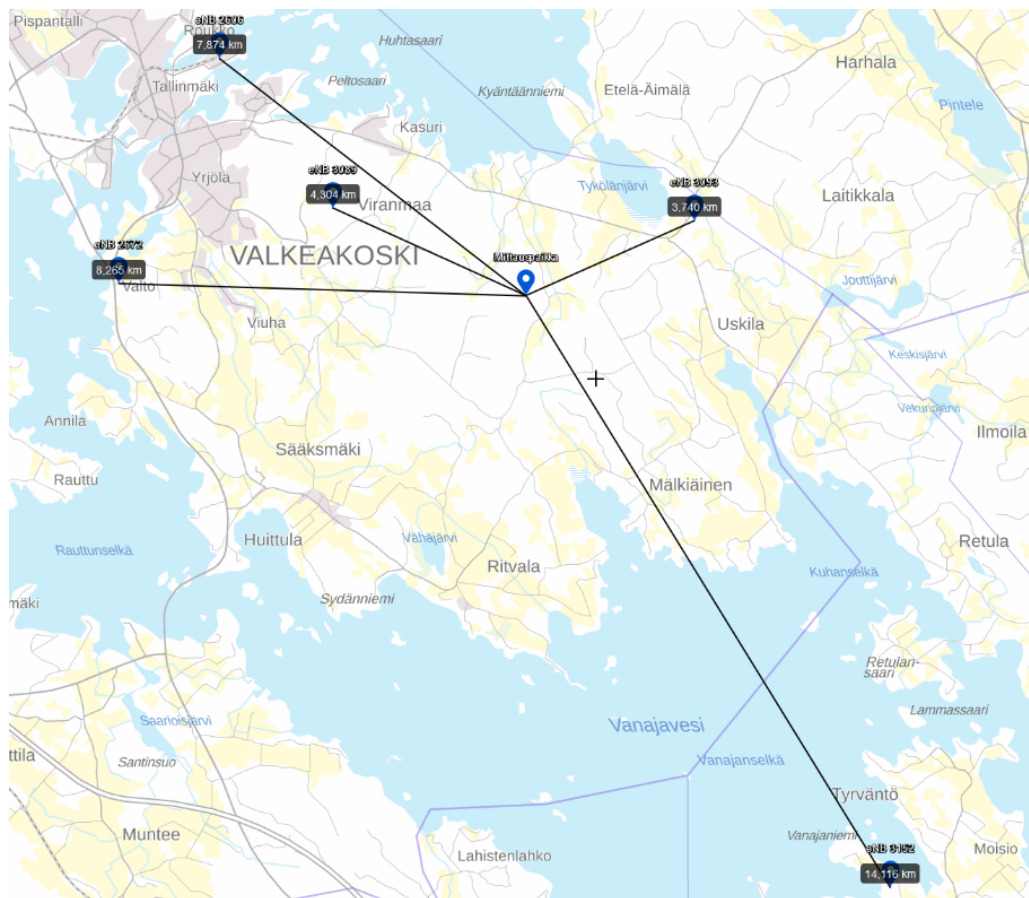 Pispantalli
eNB 2606
Roukko
7,874 km
Huhtasaari
Harhala
Tallinmäki
Peltosaari
Kyäntäänniemi
Etelä-Äimälä
Pintele
Kasuri
Yrjölä
eNB 3089
4,304 km
Viranmaa
Tykölänjärvi
eNB 3093
3,740 km
Laitikkala
eNB 2672
8,265 km
Valto
VALKEAKOSKI
Mittauspaikka
Jouttijärvi
Viuha
Uskila
Keskisjärvi
Annila
Vekurinjärvi
Ilmoila
Sääksmäki
Rauttu
Mälkiäinen
Rauttunselkä
Huittula
Vähäjärvi
Retula
Ritvala
Kuhanselkä
mäki
Sydänniemi
Retulan-
saari
Lammassaari
Saarioisjärvi
Vanajavesi
ttila
Santinsuo
Vanajanselkä
Tyrväntö
Muntee
Vanajaniemi
eNB 3152
Lahistenlahko
Moisio
14,116 km